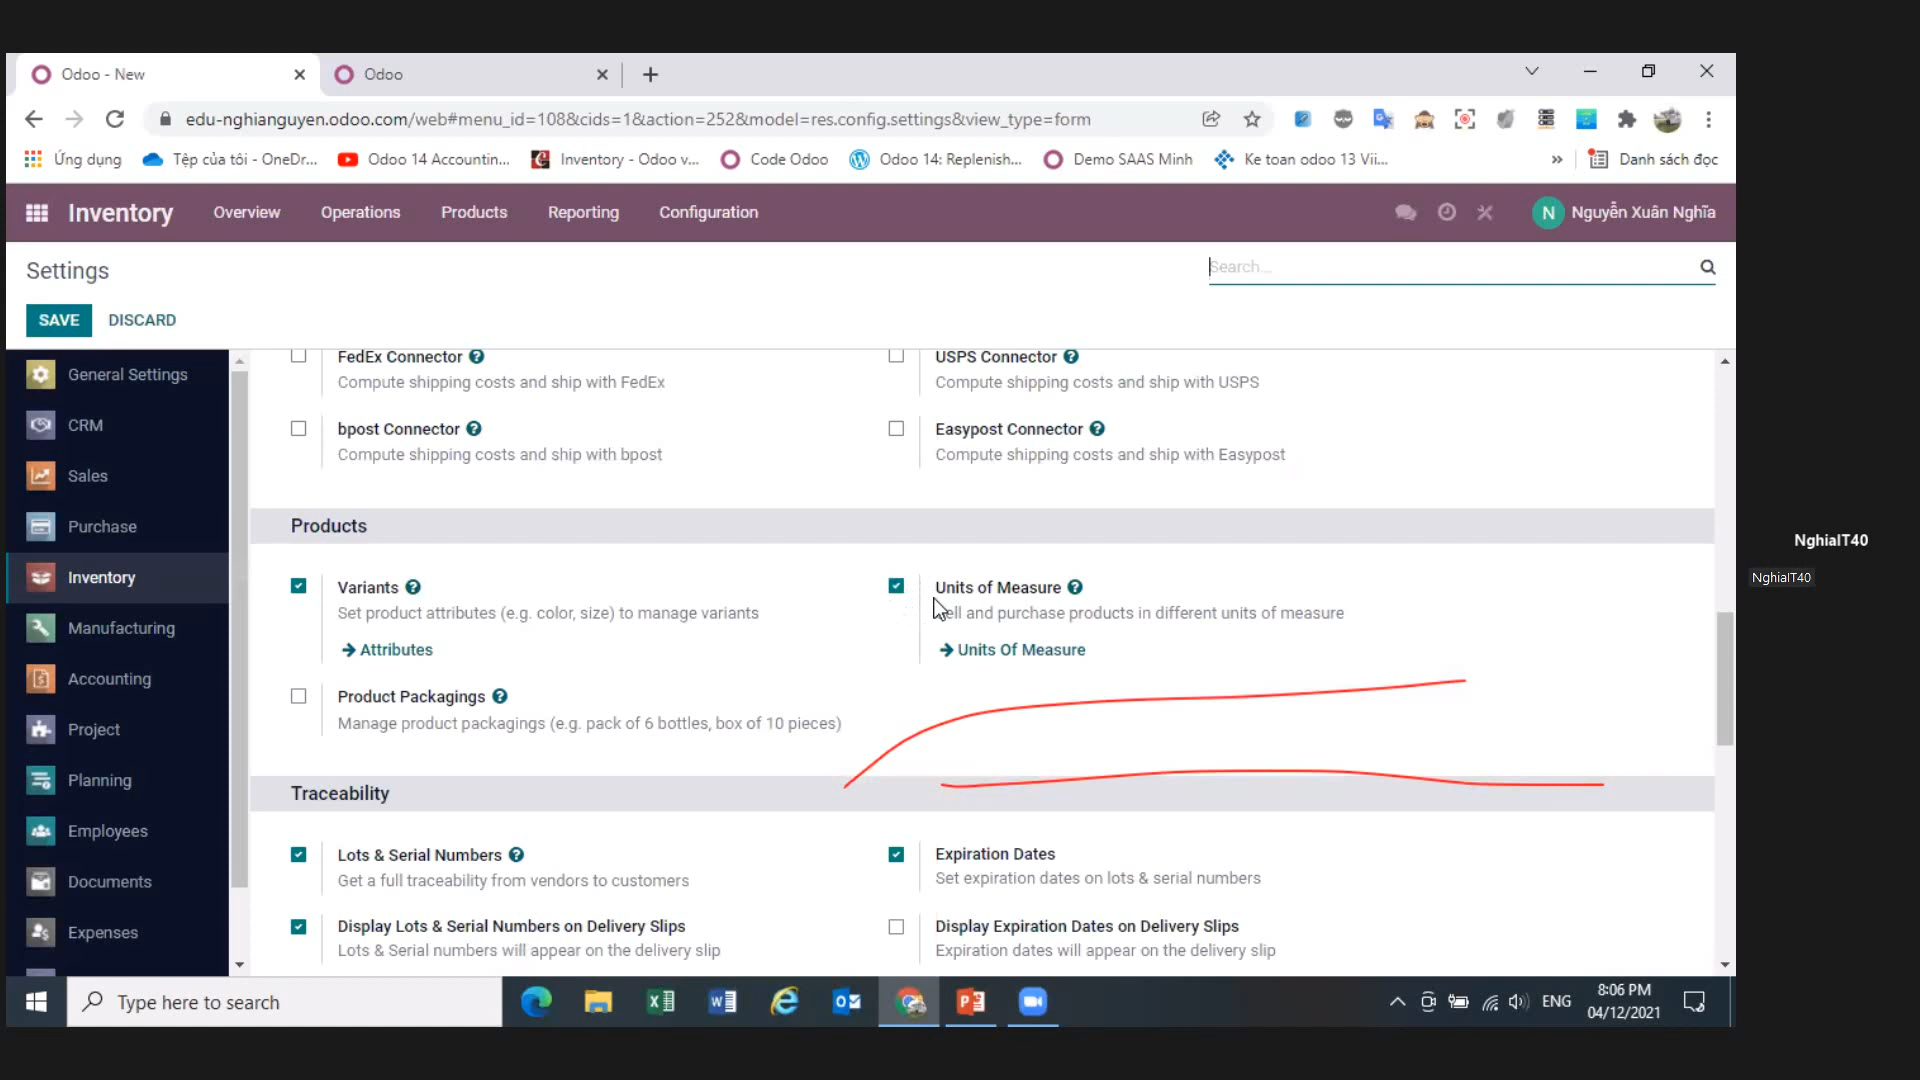 Odoo - New
Odoo
edu-nghianguyen.odoo.com/web#menu_id=108&cids=1&action=252&model=res.config.settings&view_type=form
Ứng dụng
Tệp của tôi - OneDr...
Odoo 14 Accountin...
Inventory - Odoo v...
Code Odoo
Odoo 14: Replenish...
Demo SAAS Minh
Ke toan odoo 13 Vii...
»
Danh sách đọc
Inventory
Overview
Operations
Products
Reporting
Configuration
N
Nguyễn Xuân Nghĩa
Settings
Search...
SAVE
DISCARD
General Settings
CRM
Sales
Purchase
Inventory
Manufacturing
Accounting
Project
Planning
Employees
Documents
Expenses
FedEx Connector
Compute shipping costs and ship with FedEx
USPS Connector
Compute shipping costs and ship with USPS
bpost Connector
Compute shipping costs and ship with bpost
Easypost Connector
Compute shipping costs and ship with Easypost
Products
Variants
Set product attributes (e.g. color, size) to manage variants
Attributes
Units of Measure
ell and purchase products in different units of measure
Units Of Measure
Product Packagings
Manage product packagings (e.g. pack of 6 bottles, box of 10 pieces)
Traceability
Lots & Serial Numbers
Get a full traceability from vendors to customers
Expiration Dates
Set expiration dates on lots & serial numbers
Display Lots & Serial Numbers on Delivery Slips
Lots & Serial numbers will appear on the delivery slip
Display Expiration Dates on Delivery Slips
Expiration dates will appear on the delivery slip
Type here to search
ENG
8:06 PM
04/12/2021
NghiaIT40
NghiaIT40